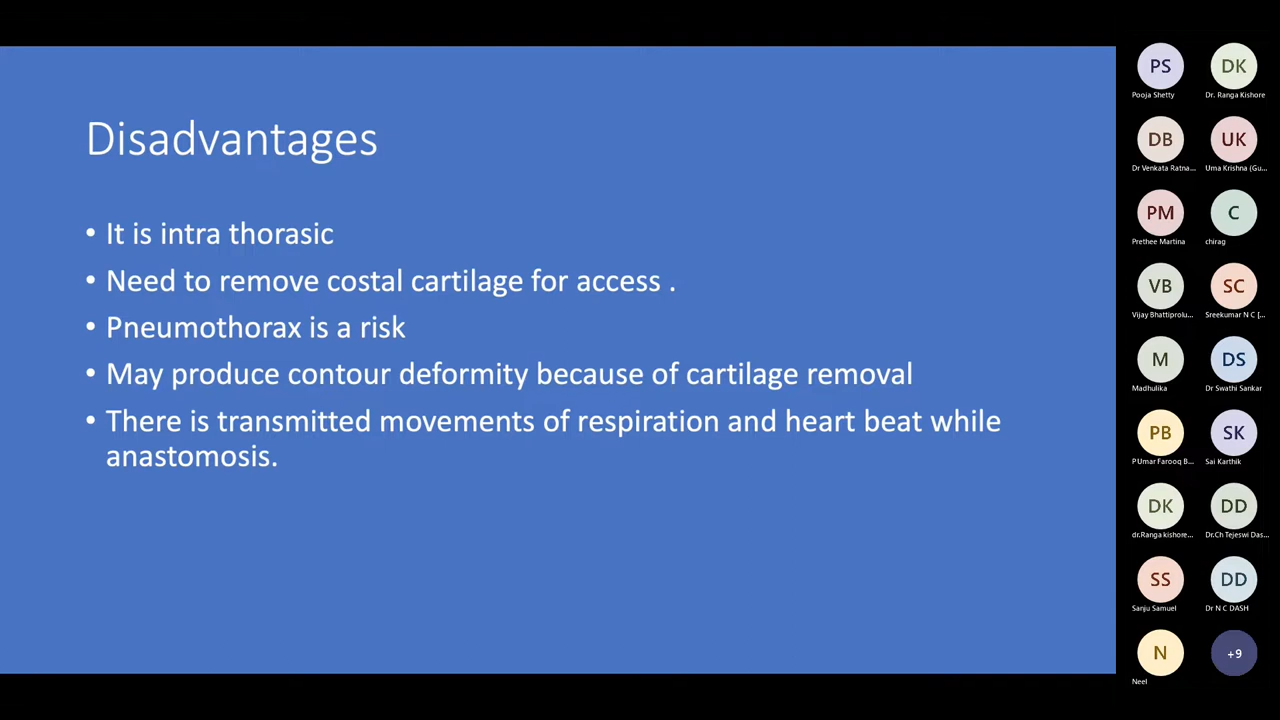 Disadvantages
• It is intra thorasic
• Need to remove costal cartilage for access .
• Pneumothorax is a risk
• May produce contour deformity because of cartilage removal
• There is transmitted movements of respiration and heart beat while
anastomosis.
PS DK
Pooja Shetty Dr. Ranga Kishore
DB UK
Dr Venkata Ratna... Uma Krishna (Gu...
PM C
Prethee Martina chirag
VB SC
Vijay Bhattiprolu... Sreekumar N C [...
M DS
Madhulika Dr Swathi Sankar
PB SK
P Umar Farooq B... Sai Karthik
DK DD
dr.Ranga kishore... Dr.Ch Tejeswi Das...
SS DD
Sanju Samuel Dr N C DASH
N +9
Neel